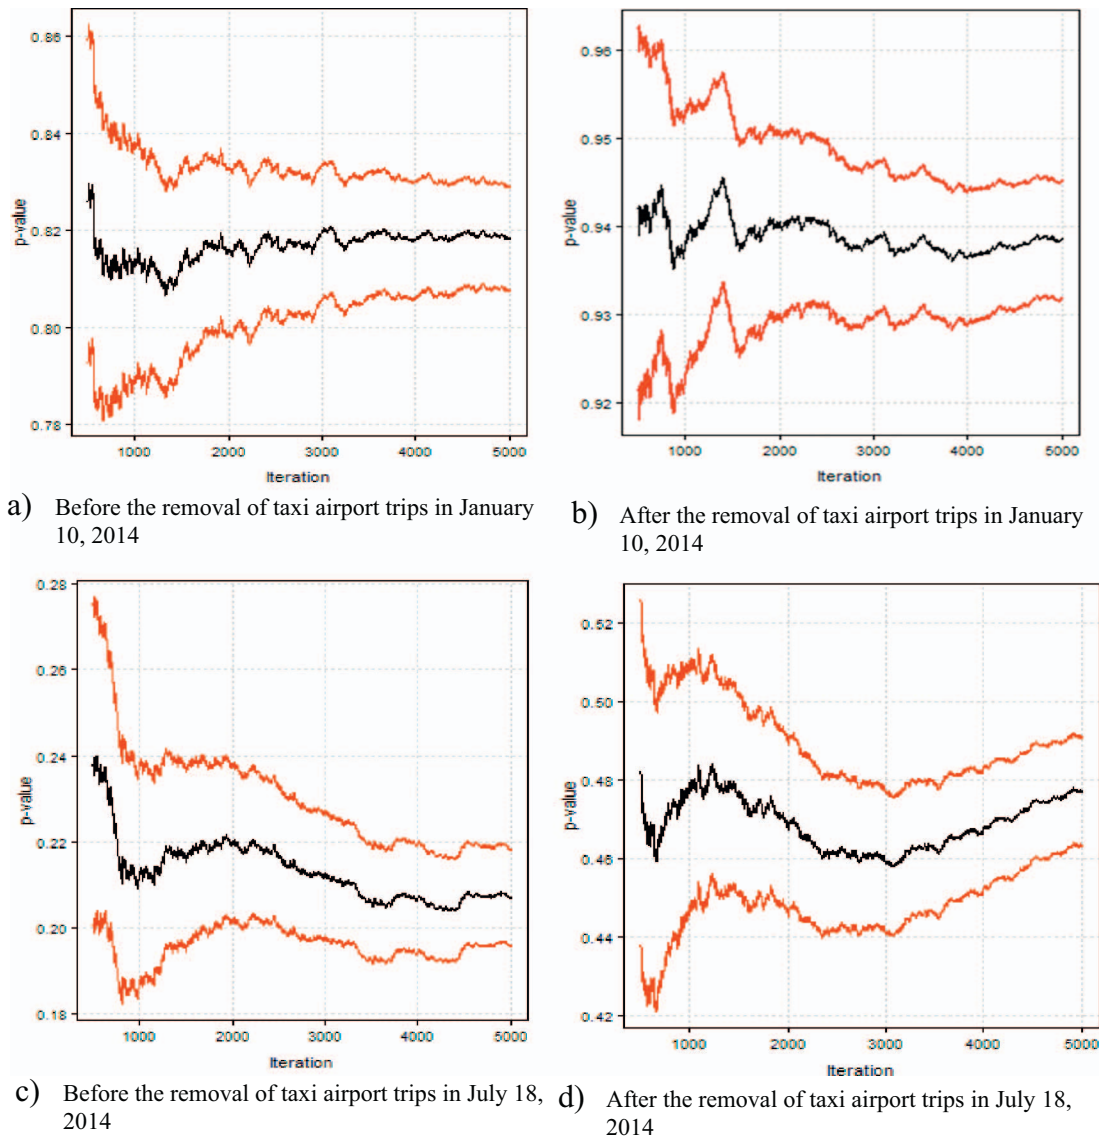 0.86
0.84
0.82
0.80
0.78
p-value
1000 2000 3000 4000 5000
Iteration
a) Before the removal of taxi airport trips in January
10, 2014
0.96
0.95
0.94
0.93
0.92
p-value
1000 2000 3000 4000 5000
Iteration
b) After the removal of taxi airport trips in January
10, 2014
0.28
0.26
0.24
0.22
0.20
0.18
p-value
1000 2000 3000 4000 5000
Iteration
c) Before the removal of taxi airport trips in July 18,
2014
0.52
0.50
0.48
0.46
0.44
0.42
p-value
1000 2000 3000 4000 5000
Iteration
d) After the removal of taxi airport trips in July 18,
2014